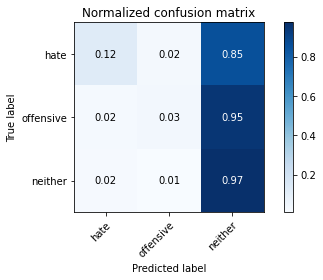 Normalized confusion matrix
True label
hate 0.12 0.02 0.85
offensive 0.02 0.03 0.95
neither 0.02 0.01 0.97
hate offensive neither
Predicted label
0.8
0.6
0.4
0.2